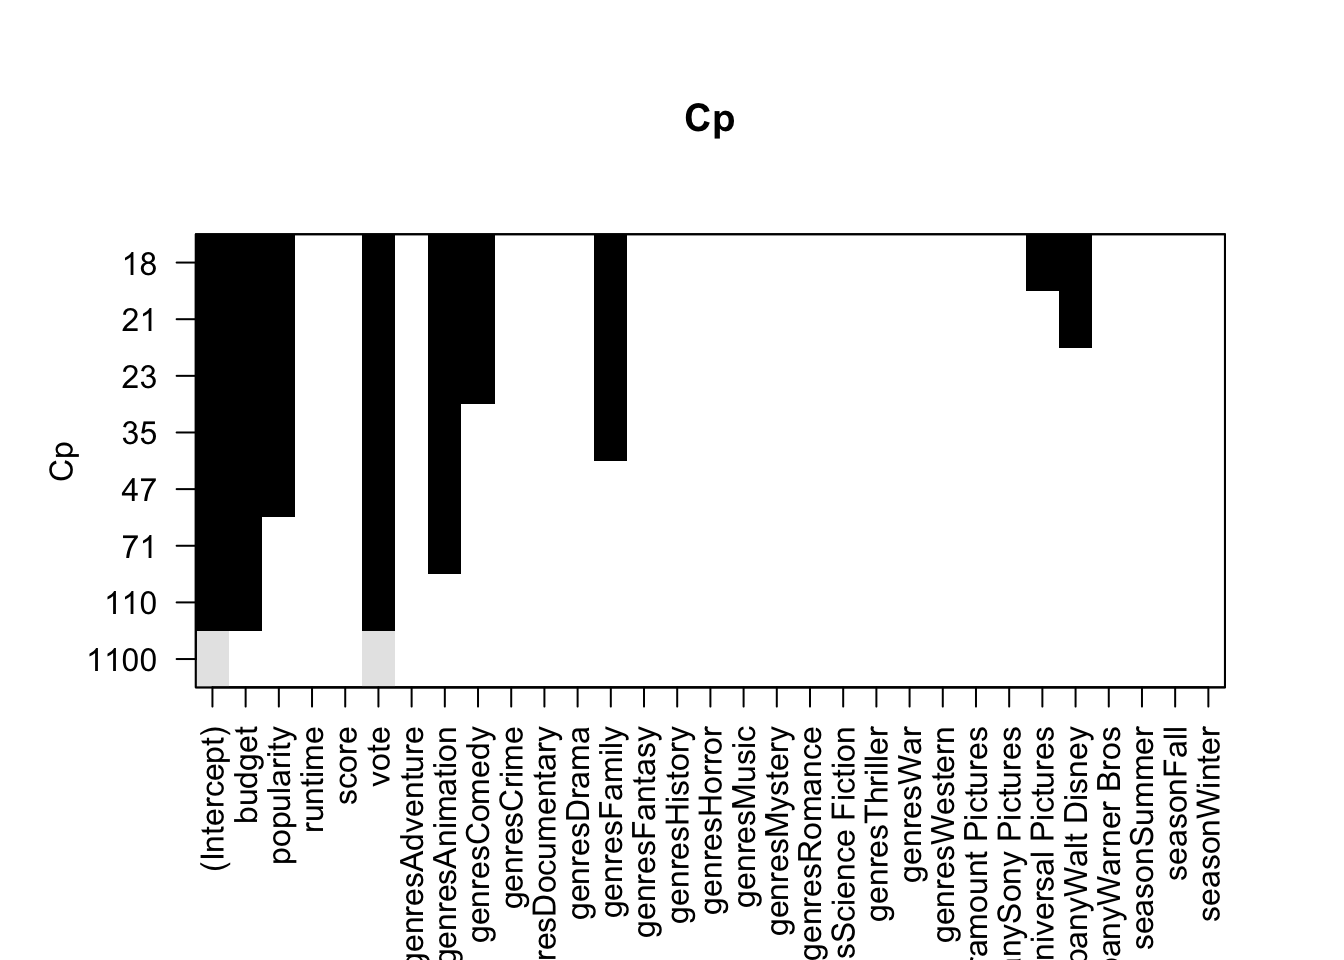 Cp
18
21
23
35
47
71
110
1100
Cp
(Intercept)
budget
popularity
runtime
score
vote
genresAdventure
genresAnimation
genresComedy
genresCrime
resDocumentary
genresDrama
genresFamily
genresFantasy
genresHistory
genresHorror
genresMusic
genresMystery
genresRomance
sScience Fiction
genresThriller
genresWar
genresWestern
ramount Pictures
nySony Pictures
niversal Pictures
panyWalt Disney
panyWarner Bros
seasonSummer
seasonFall
seasonWinter